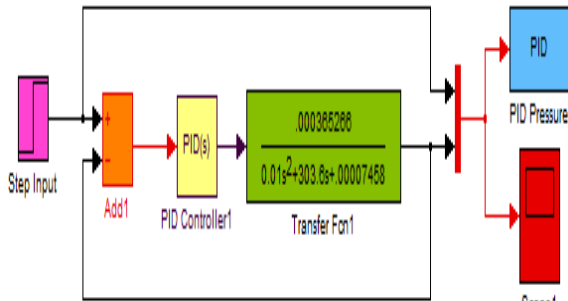 Step Input
+
−
Add1
PID(s)
PID Controller1
.000365266
0.01s²+303.6s+.00007458
Transfer Fcn1
PID
PID Pressure